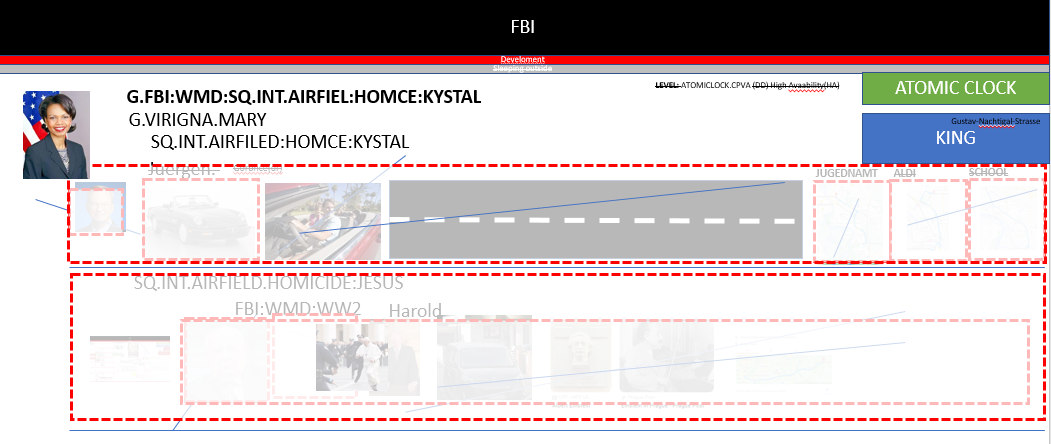 FBI
Develoment
Sleeping outside
LEVEL: ATOMICLOCK.CPVA (DD) High Avaability(HA)
ATOMIC CLOCK
G.FBI:WMD:SQ.INT.AIRFIEL:HOMCE:KYSTAL
G.VIRIGNA.MARY
Gustav-Nachtigal-Strasse
KING
SQ.INT.AIRFILED:HOMCE:KYSTAL
Juergen.
JUGEDNAMT
ALDI
SCHOOL
SQ.INT.AIRFIELD.HOMICIDE:JESUS
FBI:WMD:WW2
Harold